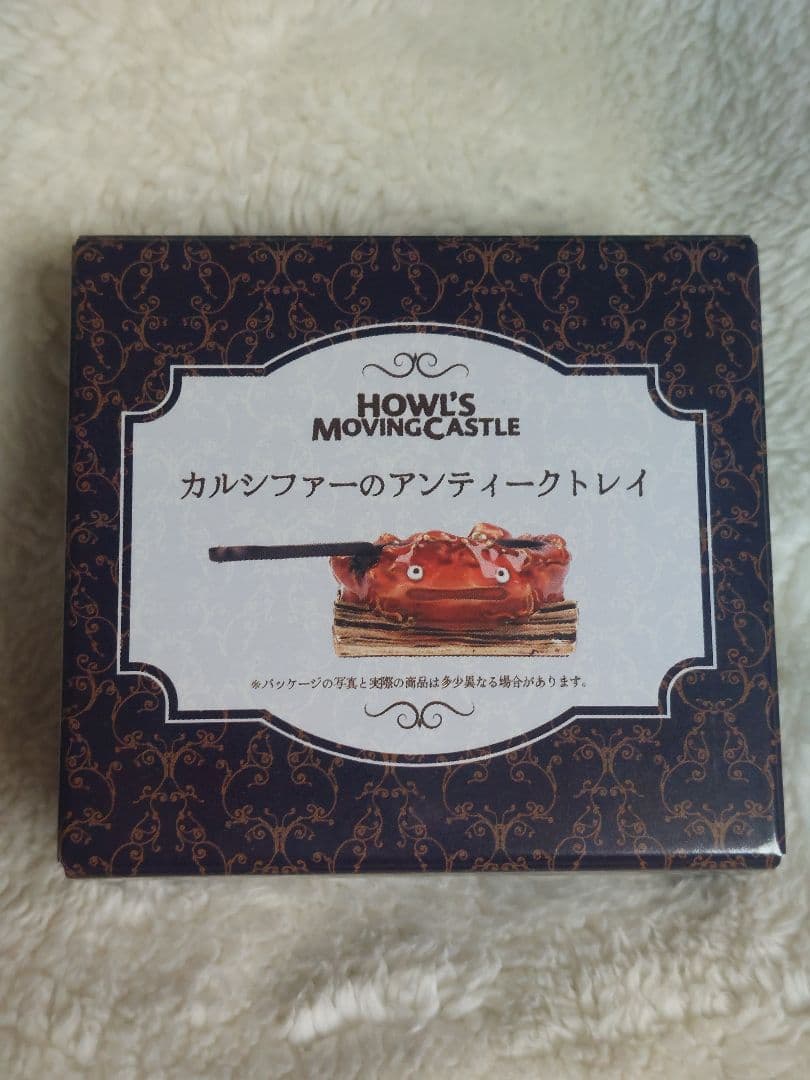 HOWL'S
MOVINGCASTLE
カルシファーのアンティークトレイ
※パッケージの写真と実際の商品は多少異なる場合があります。